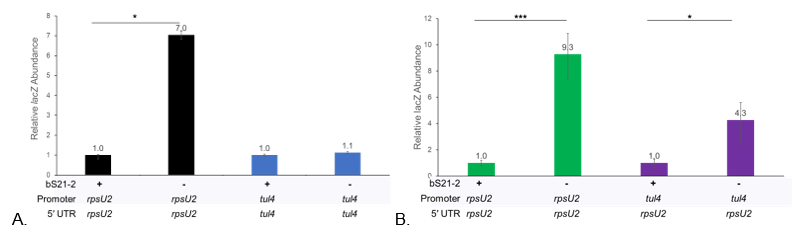 8
7
6
5
4
3
2
1
0
Relative lacZ Abundance
*
1.0
7.0
1.0
1.1
bS21-2 + - + -
Promoter rpsU2 rpsU2 tul4 tul4
5' UTR rpsU2 rpsU2 tul4 tul4
A.
12
10
8
6
4
2
0
Relative lacZ Abundance
***
*
1.0
9.3
1.0
4.3
bS21-2 + - + -
Promoter rpsU2 rpsU2 tul4 tul4
5' UTR rpsU2 rpsU2 rpsU2 rpsU2
B.